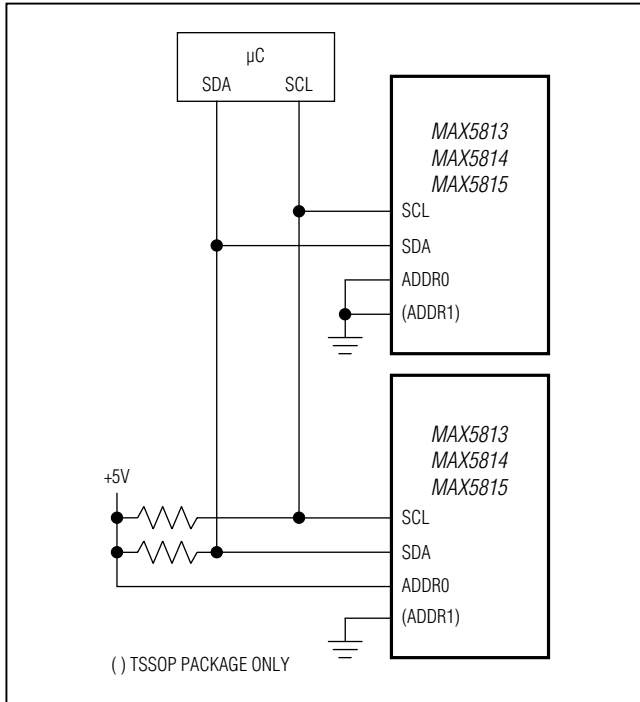 µC
SDA SCL
MAX5813
MAX5814
MAX5815
SCL
SDA
ADDR0
(ADDR1)
MAX5813
MAX5814
MAX5815
+5V
SCL
SDA
ADDR0
(ADDR1)
( ) TSSOP PACKAGE ONLY